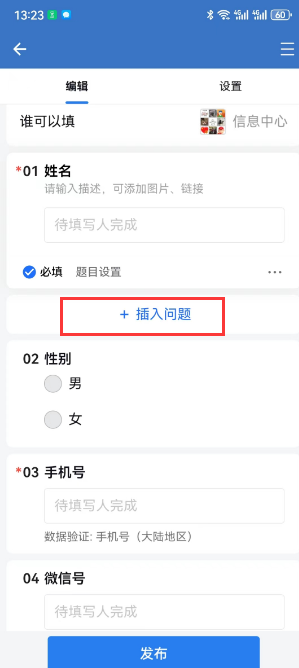 13:23 4G 4G 60
编辑 设置
谁可以填 信息中心
*01 姓名
请输入描述，可添加图片、链接
待填写人完成
必填 题目设置 ···
+ 插入问题
02 性别
男
女
*03 手机号
待填写人完成
数据验证: 手机号（大陆地区）
04 微信号
待填写人完成
发布